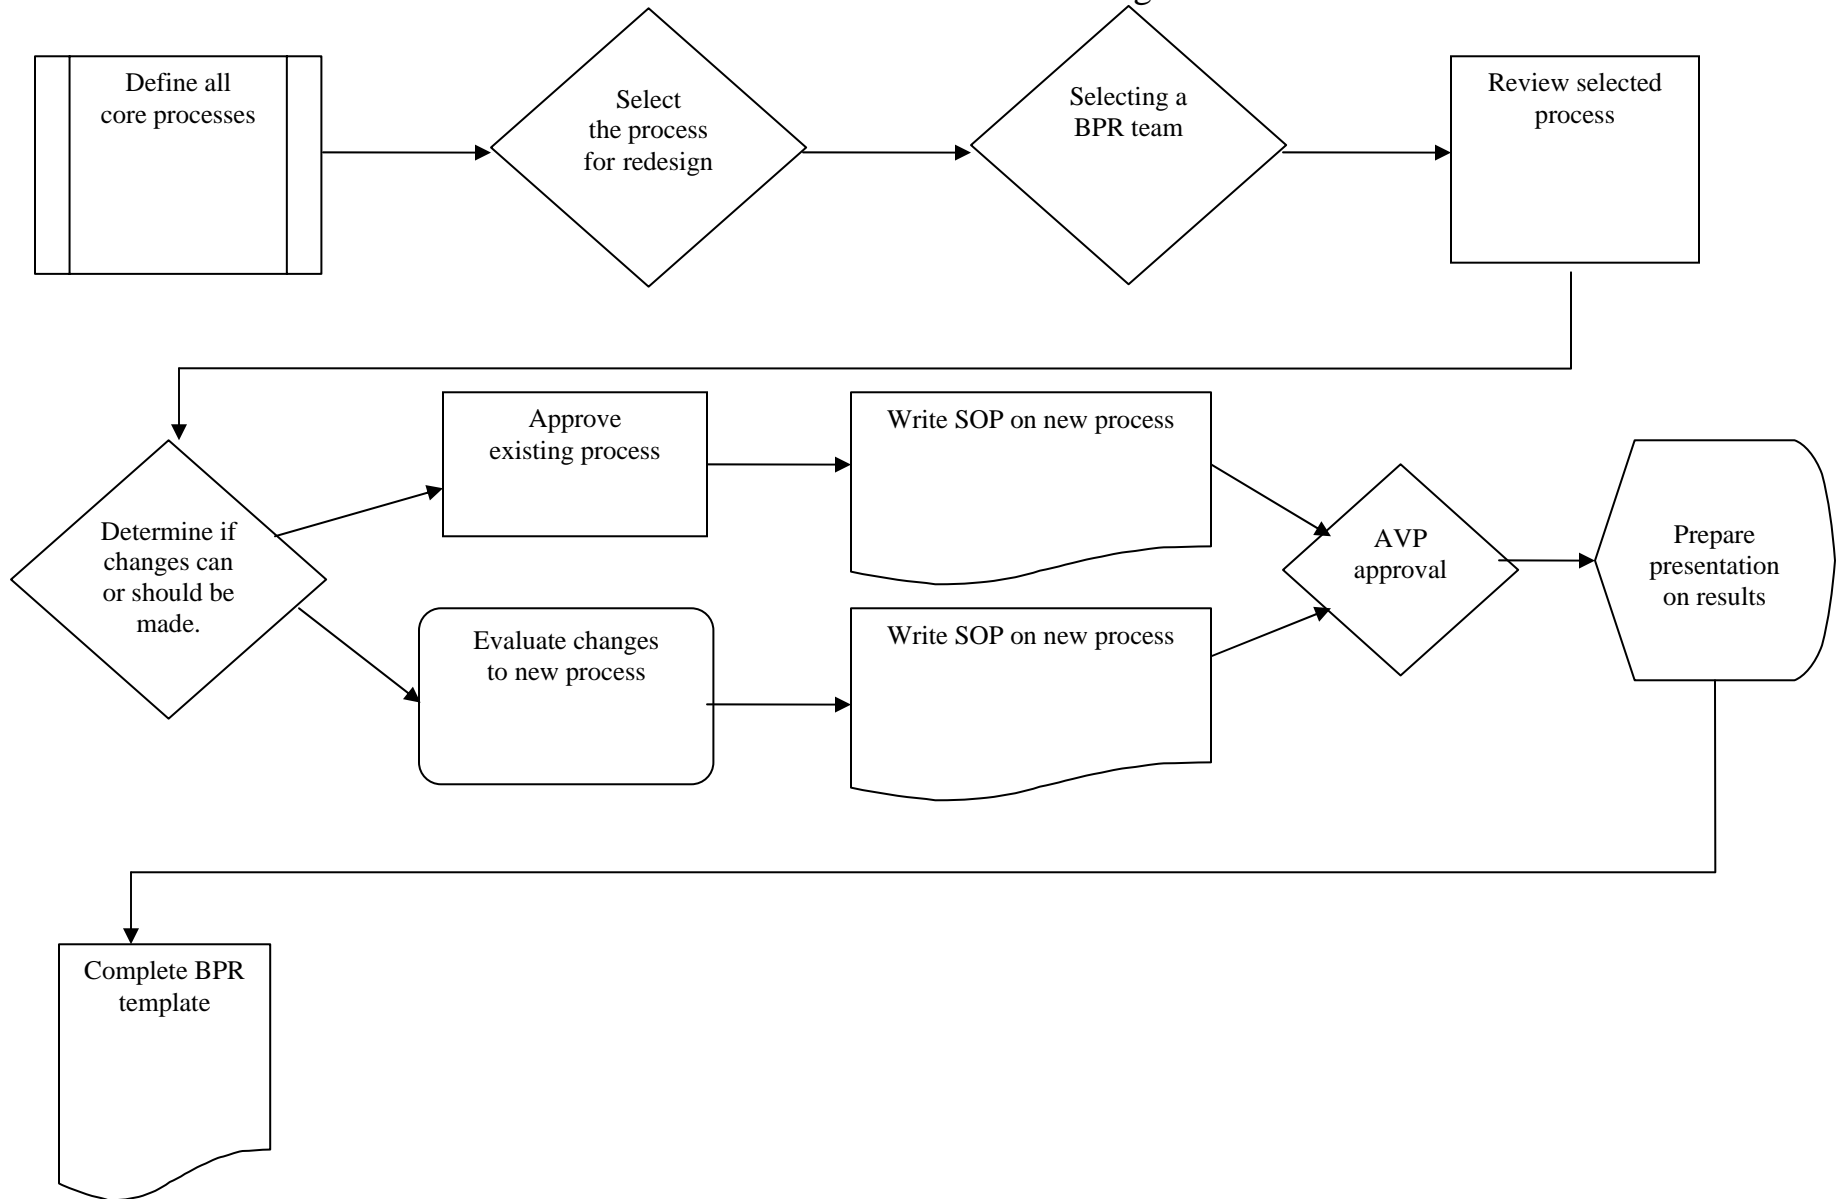 Define all
core processes
Select
the process
for redesign
Selecting a
BPR team
Review selected
process
Determine if
changes can
or should be
made.
Approve
existing process
Write SOP on new process
Evaluate changes
to new process
Write SOP on new process
AVP
approval
Prepare
presentation
on results
Complete BPR
template